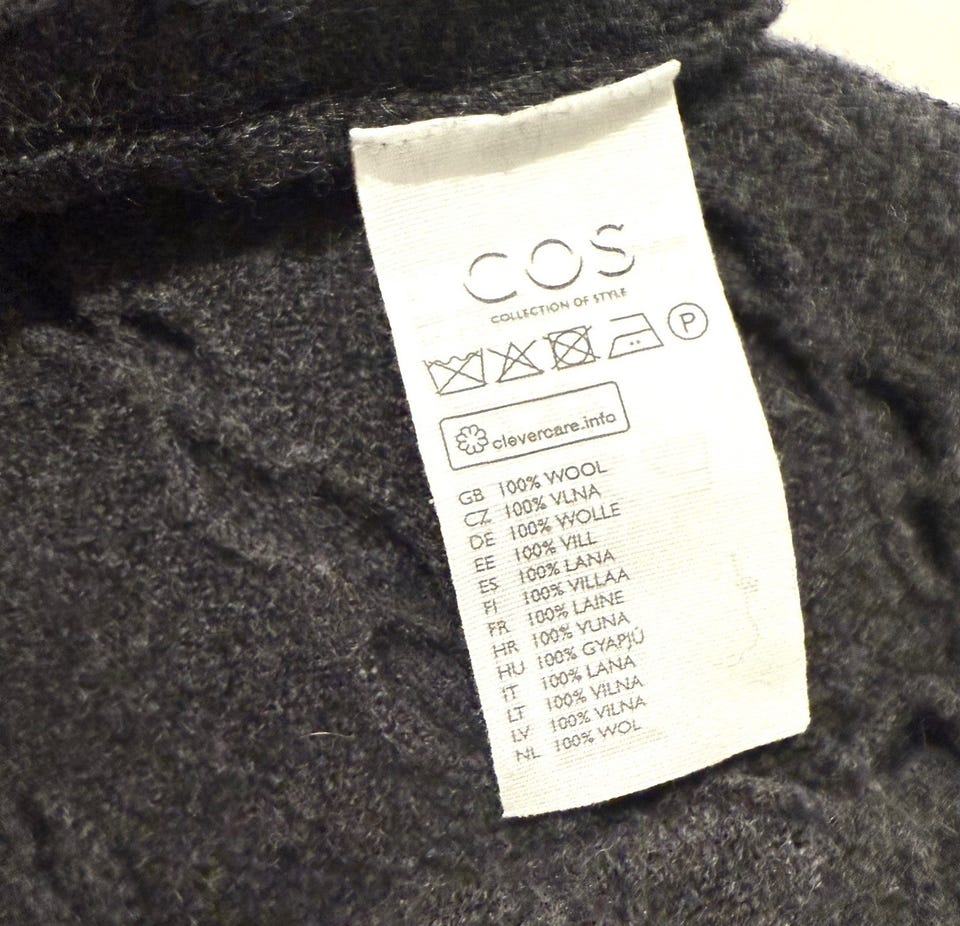 COS
COLLECTION OF STYLE
P
clevercare.info
GB 100% WOOL
CZ 100% VLNA
DE 100% WOLLE
EE 100% VILL
ES 100% LANA
FI 100% VILLAA
FR 100% LAINE
HR 100% VUNA
HU 100% GYAPJÚ
IT 100% LANA
LT 100% VILNA
LV 100% VILNA
NL 100% WOL